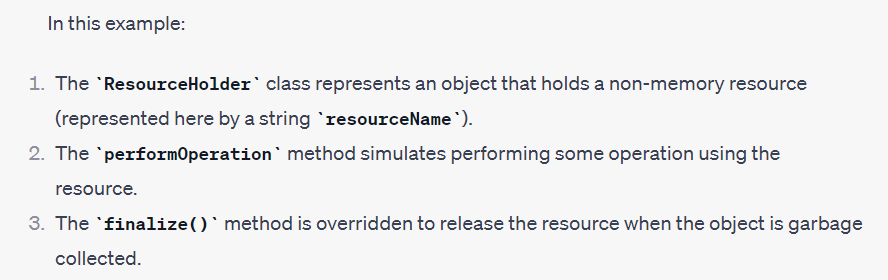 In this example:
1. The `ResourceHolder` class represents an object that holds a non-memory resource
(represented here by a string `resourceName`).
2. The `performOperation` method simulates performing some operation using the
resource.
3. The `finalize()` method is overridden to release the resource when the object is garbage
collected.